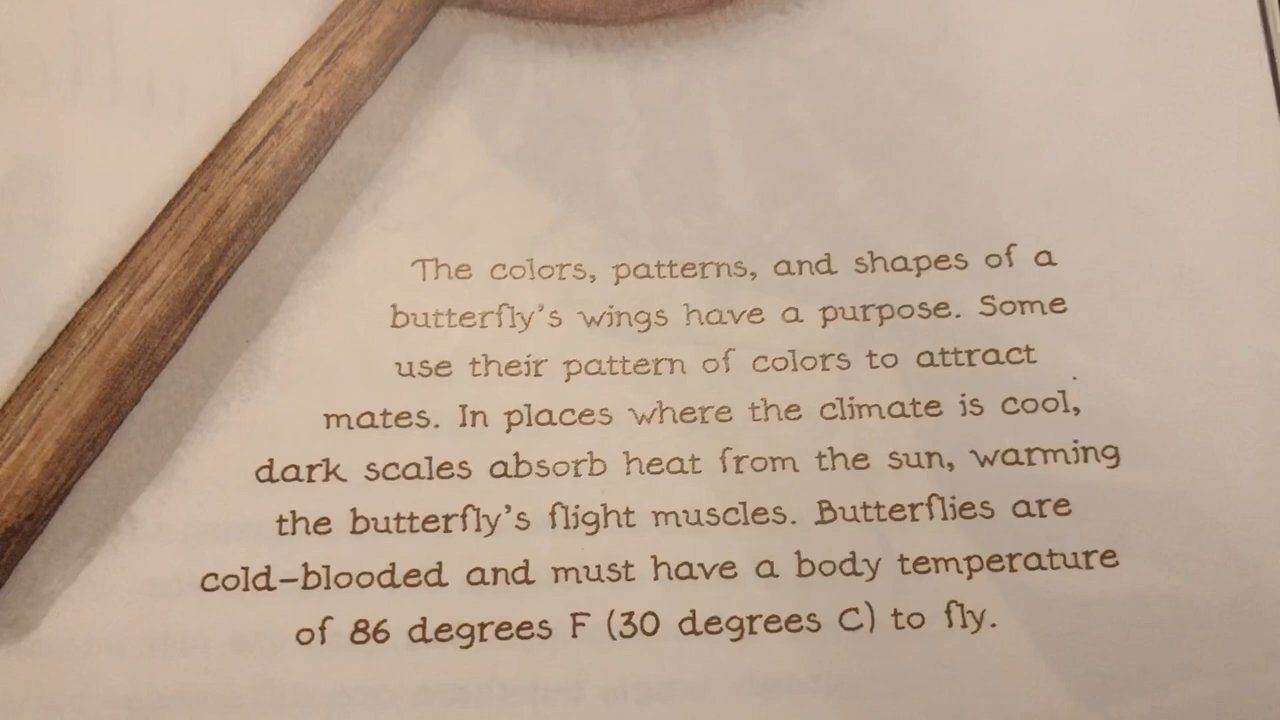 The colors, patterns, and shapes of a
butterfly's wings have a purpose. Some
use their pattern of colors to attract
mates. In places where the climate is cool,
dark scales absorb heat from the sun, warming
the butterfly's flight muscles. Butterflies are
cold-blooded and must have a body temperature
of 86 degrees F (30 degrees C) to fly.